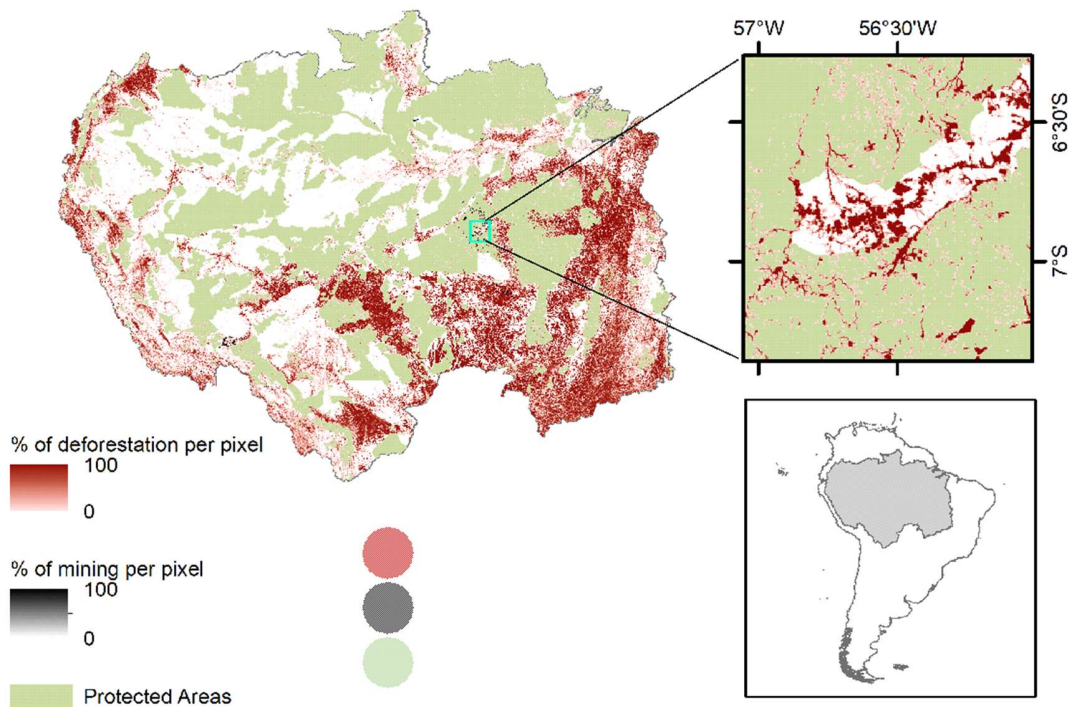 57°W
56°30'W
6°30'S
7°S
% of deforestation per pixel
100
0
% of mining per pixel
100
0
Protected Areas